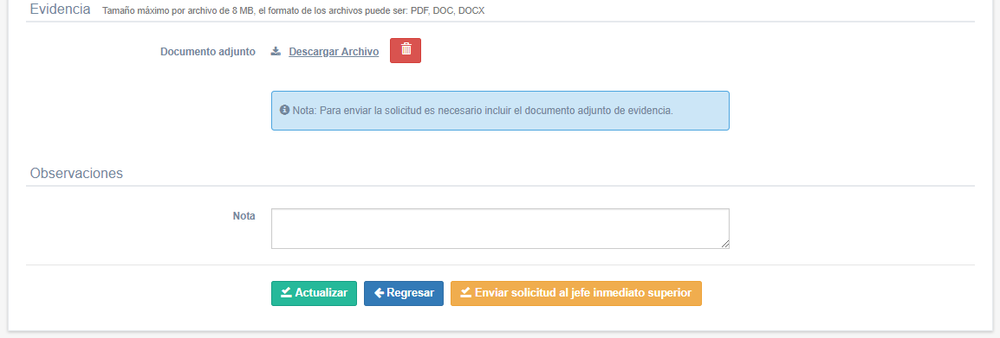 Evidencia Tamaño máximo por archivo de 8 MB, el formato de los archivos puede ser: PDF, DOC, DOCX
Documento adjunto Descargar Archivo
Nota: Para enviar la solicitud es necesario incluir el documento adjunto de evidencia.
Observaciones
Nota
Actualizar Regresar Enviar solicitud al jefe inmediato superior